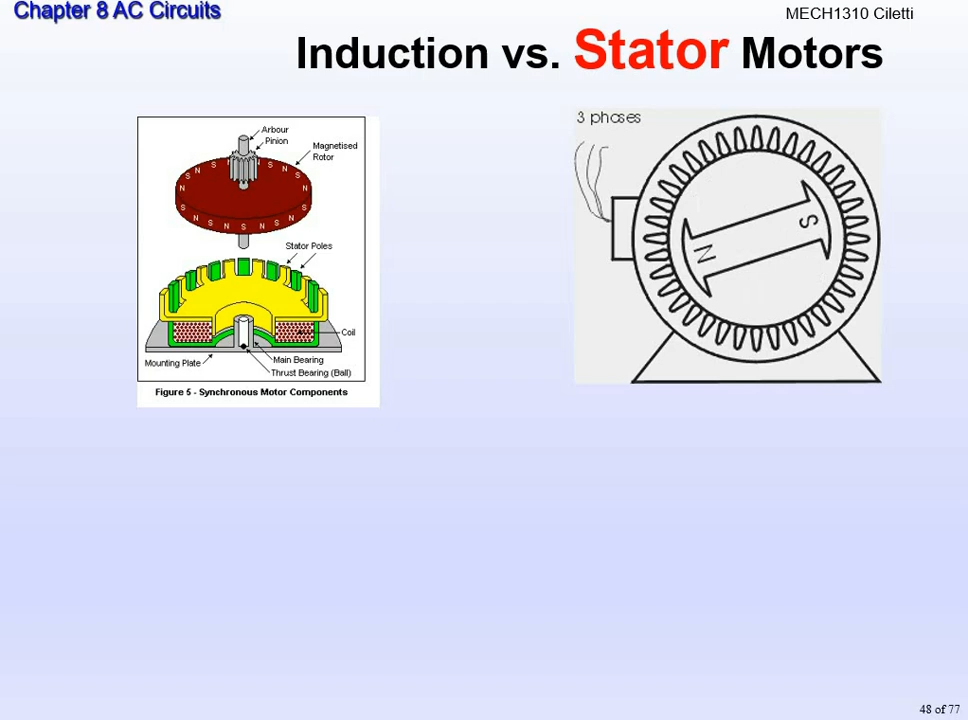 Chapter 8 AC Circuits
MECH1310 Ciletti
Induction vs. Stator Motors
Arbour
Pinion
Magnetised
Rotor
S N S N S N S
N S N S N S N S N S N
Stator Poles
Coil
Main Bearing
Mounting Plate
Thrust Bearing (Ball)
Figure 5 - Synchronous Motor Components
3 phases
S
N
48 of 77